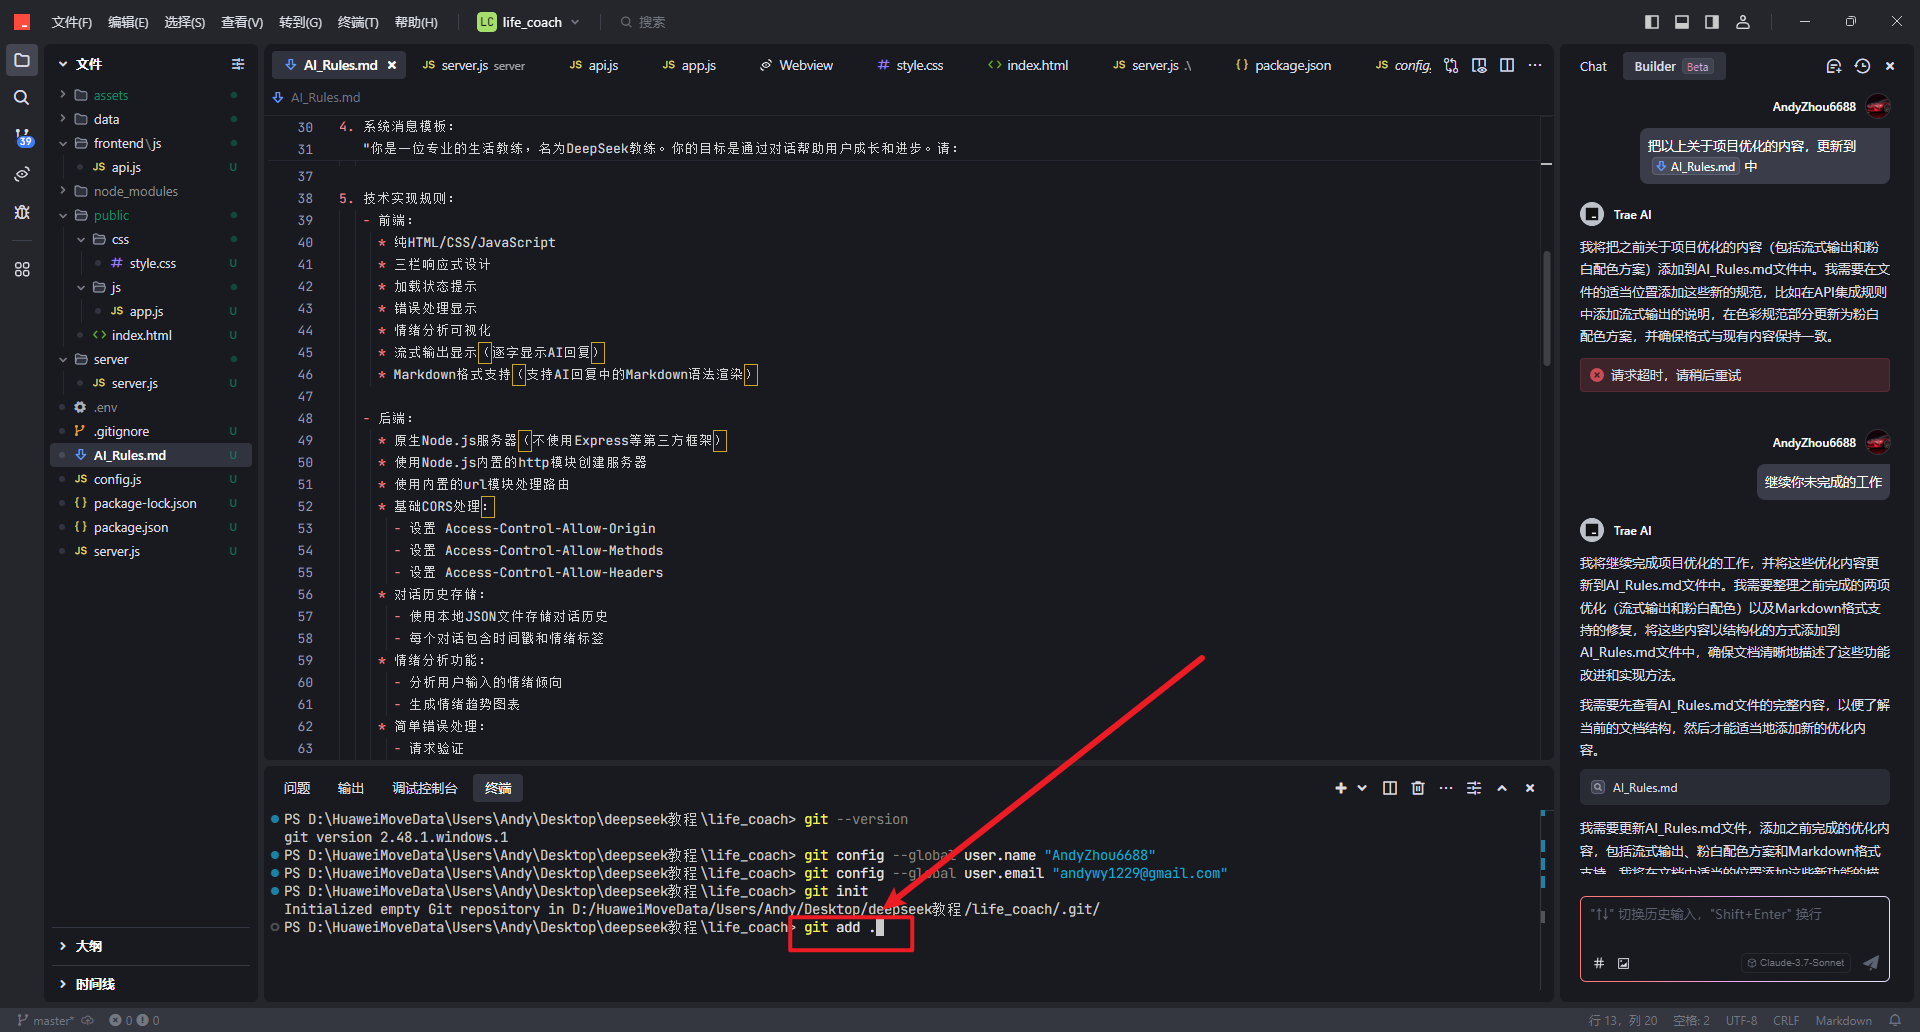 文件(F) 编辑(E) 选择(S) 查看(V) 转到(G) 终端(T) 帮助(H) LC life_coach 搜索
39
文件
assets
data
frontend\js
JS api.js U
node_modules
public
css
# style.css U
js
JS app.js U
<> index.html U
server
JS server.js U
.env
.gitignore U
AI_Rules.md U
JS config.js U
{} package-lock.json U
{} package.json U
JS server.js U
大纲
时间线
AI_Rules.md JS server.js server JS api.js JS app.js Webview # style.css <> index.html JS server.js .\ {} package.json JS config.
AI_Rules.md
30 4. 系统消息模板：
31 "你是一位专业的生活教练，名为DeepSeek教练。你的目标是通过对话帮助用户成长和进步。请：
37
38 5. 技术实现规则：
39 - 前端：
40 * 纯HTML/CSS/JavaScript
41 * 三栏响应式设计
42 * 加载状态提示
43 * 错误处理显示
44 * 情绪分析可视化
45 * 流式输出显示（逐字显示AI回复）
46 * Markdown格式支持（支持AI回复中的Markdown语法渲染）
47
48 - 后端：
49 * 原生Node.js服务器（不使用Express等第三方框架）
50 * 使用Node.js内置的http模块创建服务器
51 * 使用内置的url模块处理路由
52 * 基础CORS处理：
53 - 设置 Access-Control-Allow-Origin
54 - 设置 Access-Control-Allow-Methods
55 - 设置 Access-Control-Allow-Headers
56 * 对话历史存储：
57 - 使用本地JSON文件存储对话历史
58 - 每个对话包含时间戳和情绪标签
59 * 情绪分析功能：
60 - 分析用户输入的情绪倾向
61 - 生成情绪趋势图表
62 * 简单错误处理：
63 - 请求验证
问题 输出 调试控制台 终端
PS D:\HuaweiMoveData\Users\Andy\Desktop\deepseek教程\life_coach> git --version
git version 2.48.1.windows.1
PS D:\HuaweiMoveData\Users\Andy\Desktop\deepseek教程\life_coach> git config --global user.name "AndyZhou6688"
PS D:\HuaweiMoveData\Users\Andy\Desktop\deepseek教程\life_coach> git config --global user.email "andywy1229@gmail.com"
PS D:\HuaweiMoveData\Users\Andy\Desktop\deepseek教程\life_coach> git init
Initialized empty Git repository in D:/HuaweiMoveData/Users/Andy/Desktop/deepseek教程/life_coach/.git/
PS D:\HuaweiMoveData\Users\Andy\Desktop\deepseek教程\life_coach> git add .
Chat Builder Beta
AndyZhou6688
把以上关于项目优化的内容，更新到
AI_Rules.md 中
Trae AI
我将把之前关于项目优化的内容（包括流式输出和粉
白配色方案）添加到AI_Rules.md文件中。我需要在文
件的适当位置添加这些新的规范，比如在API集成规则
中添加流式输出的说明，在色彩规范部分更新为粉白
配色方案，并确保格式与现有内容保持一致。
请求超时，请稍后重试
AndyZhou6688
继续你未完成的工作
Trae AI
我将继续完成项目优化的工作，并将这些优化内容更
新到AI_Rules.md文件中。我需要整理之前完成的两项
优化（流式输出和粉白配色）以及Markdown格式支
持的修复，将这些内容以结构化的方式添加到
AI_Rules.md文件中，确保文档清晰地描述了这些功能
改进和实现方法。
我需要先查看AI_Rules.md文件的完整内容，以便了解
当前的文档结构，然后才能适当地添加新的优化内
容。
AI_Rules.md
我需要更新AI_Rules.md文件，添加之前完成的优化内
容，包括流式输出、粉白配色方案和Markdown格式
支持。我将在文档中适当的位置添加这些新功能的描
"↑↓" 切换历史输入，"Shift+Enter" 换行
# Claude-3.7-Sonnet
master* 0 0 行 13，列 20 空格: 2 UTF-8 CRLF Markdown